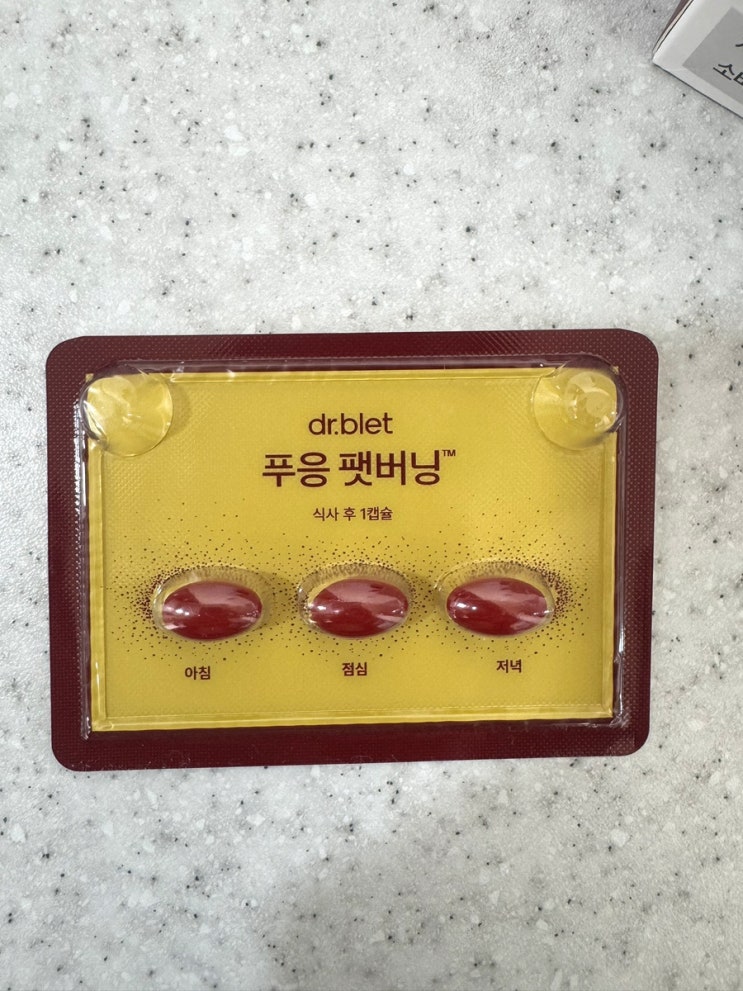 dr.blet
푸응 팻버닝™
식사 후 1캡슐
아침 점심 저녁